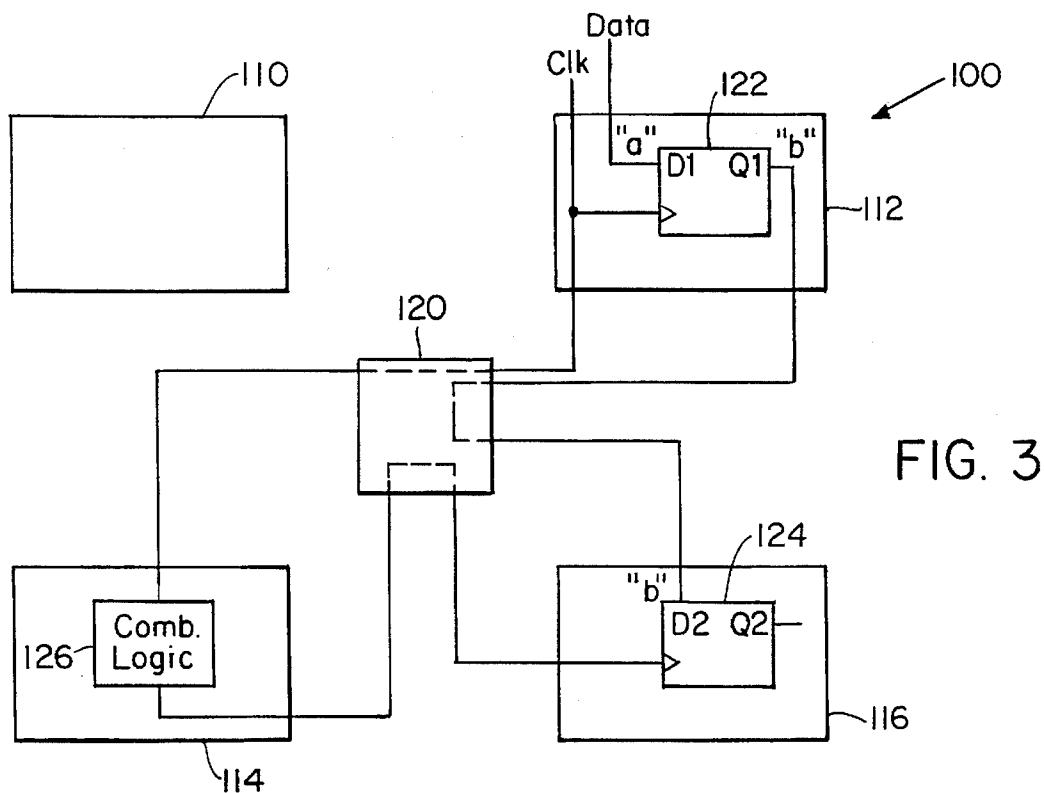 Data
Clk
110
122
100
"a"
"b"
D1 Q1
112
120
FIG. 3
124
"b"
D2 Q2
Comb.
Logic
126
116
114